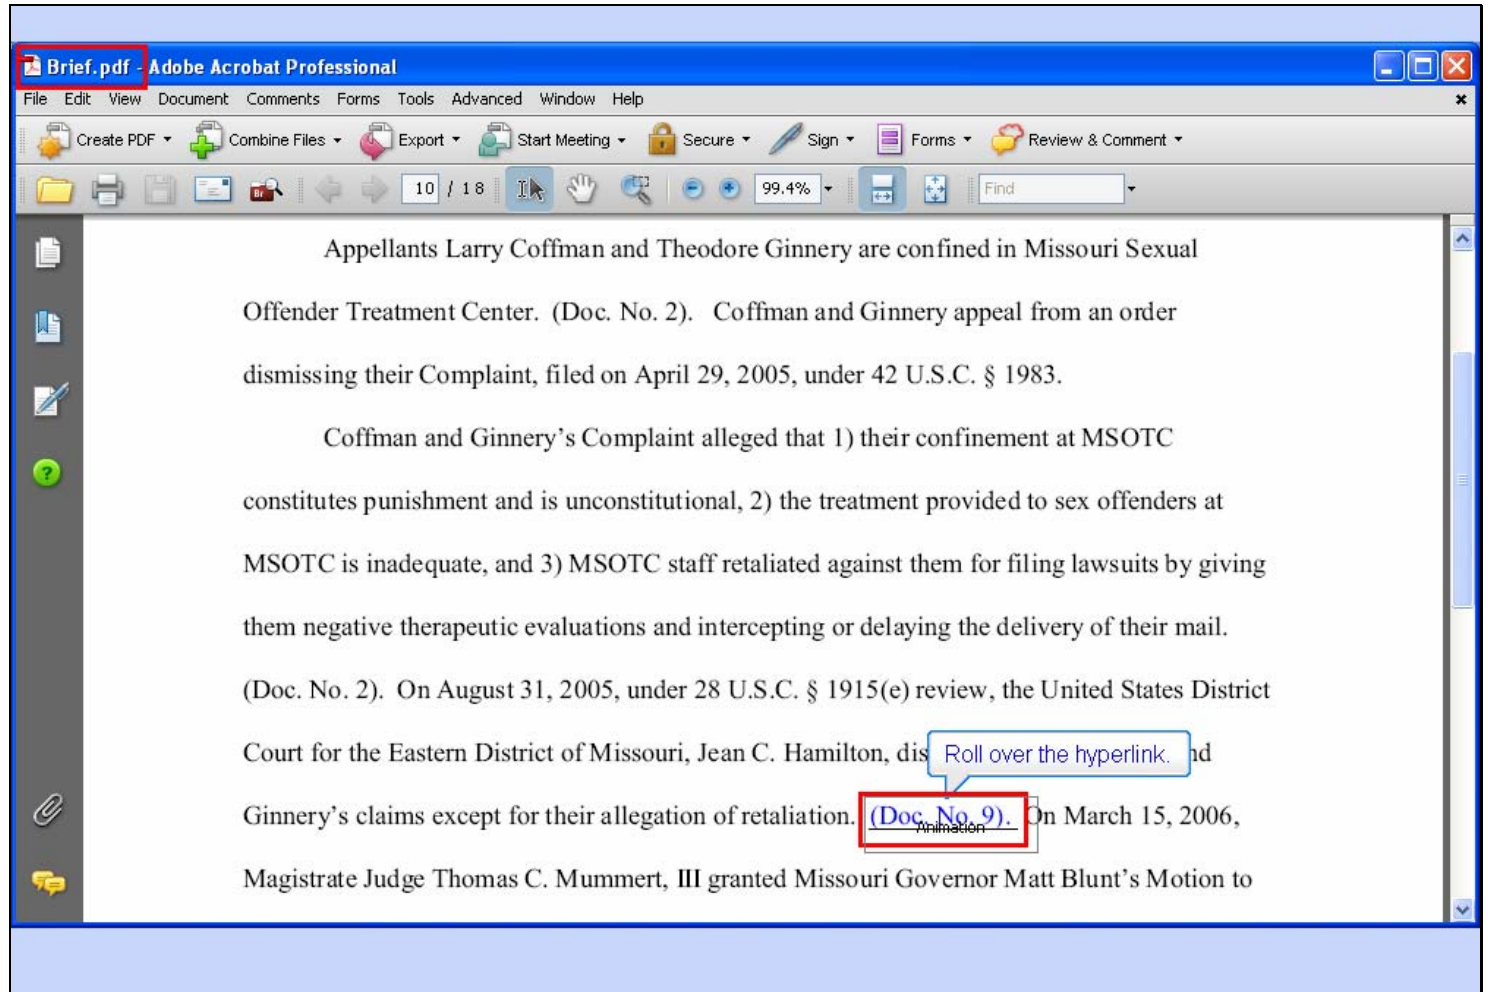 Brief.pdf - Adobe Acrobat Professional
File Edit View Document Comments Forms Tools Advanced Window Help
Create PDF Combine Files Export Start Meeting Secure Sign Forms Review & Comment
Br 10 / 18 99.4% Find
Appellants Larry Coffman and Theodore Ginnery are confined in Missouri Sexual
Offender Treatment Center. (Doc. No. 2). Coffman and Ginnery appeal from an order
dismissing their Complaint, filed on April 29, 2005, under 42 U.S.C. § 1983.
Coffman and Ginnery’s Complaint alleged that 1) their confinement at MSOTC
constitutes punishment and is unconstitutional, 2) the treatment provided to sex offenders at
MSOTC is inadequate, and 3) MSOTC staff retaliated against them for filing lawsuits by giving
them negative therapeutic evaluations and intercepting or delaying the delivery of their mail.
(Doc. No. 2). On August 31, 2005, under 28 U.S.C. § 1915(e) review, the United States District
Court for the Eastern District of Missouri, Jean C. Hamilton, dis nd
Roll over the hyperlink.
Ginnery’s claims except for their allegation of retaliation. (Doc. No. 9). On March 15, 2006,
Animation
Magistrate Judge Thomas C. Mummert, III granted Missouri Governor Matt Blunt’s Motion to